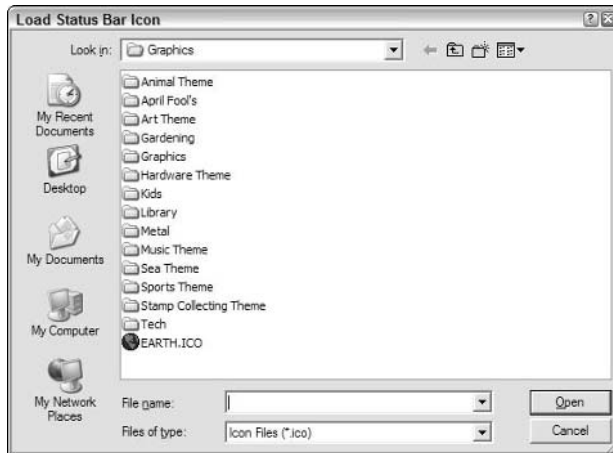 Load Status Bar Icon
Look in: Graphics
My Recent
Documents
Desktop
My Documents
My Computer
My Network
Places
Animal Theme
April Fool's
Art Theme
Gardening
Graphics
Hardware Theme
Kids
Library
Metal
Music Theme
Sea Theme
Sports Theme
Stamp Collecting Theme
Tech
EARTH.ICO
File name:
Open
Files of type: Icon Files (*.ico)
Cancel